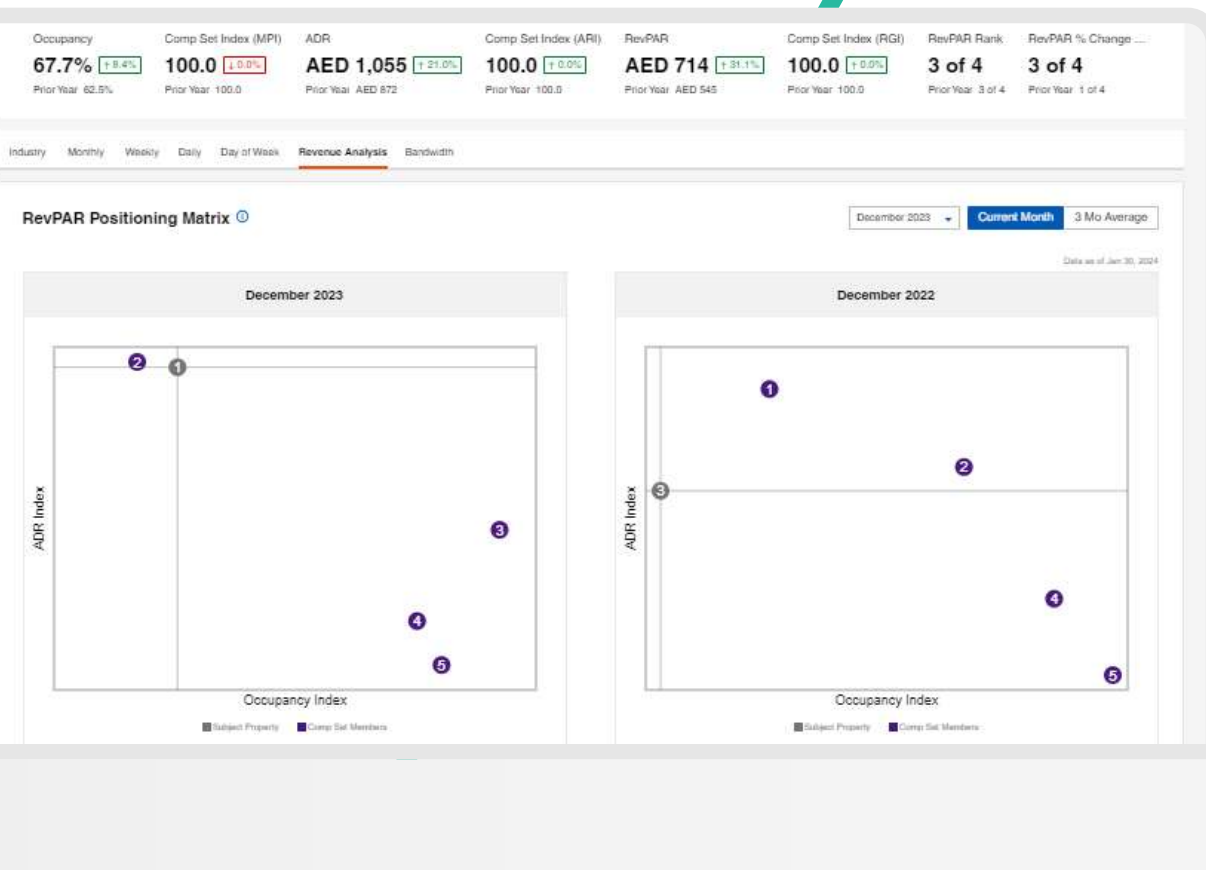 Occupancy Comp Set Index (MPI) ADR Comp Set Index (ARI) RevPAR Comp Set Index (RGI) RevPAR Rank RevPAR % Change ....
67.7% ↑ 8.4% 100.0 ↓ 0.0% AED 1,055 ↑ 21.0% 100.0 ↑ 0.0% AED 714 ↑ 31.1% 100.0 ↑ 0.0% 3 of 4 3 of 4
Prior Year 62.5% Prior Year 100.0 Prior Year AED 872 Prior Year 100.0 Prior Year AED 545 Prior Year 100.0 Prior Year 3 of 4 Prior Year 1 of 4
Industry Monthly Weekly Daily Day of Week Revenue Analysis Bandwidth
RevPAR Positioning Matrix
December 2023 Current Month 3 Mo Average
Data as of Jan 30, 2024
December 2023
2
1
ADR Index
3
4
5
Occupancy Index
Subject Property Comp Set Members
December 2022
1
2
3
ADR Index
4
5
Occupancy Index
Subject Property Comp Set Members